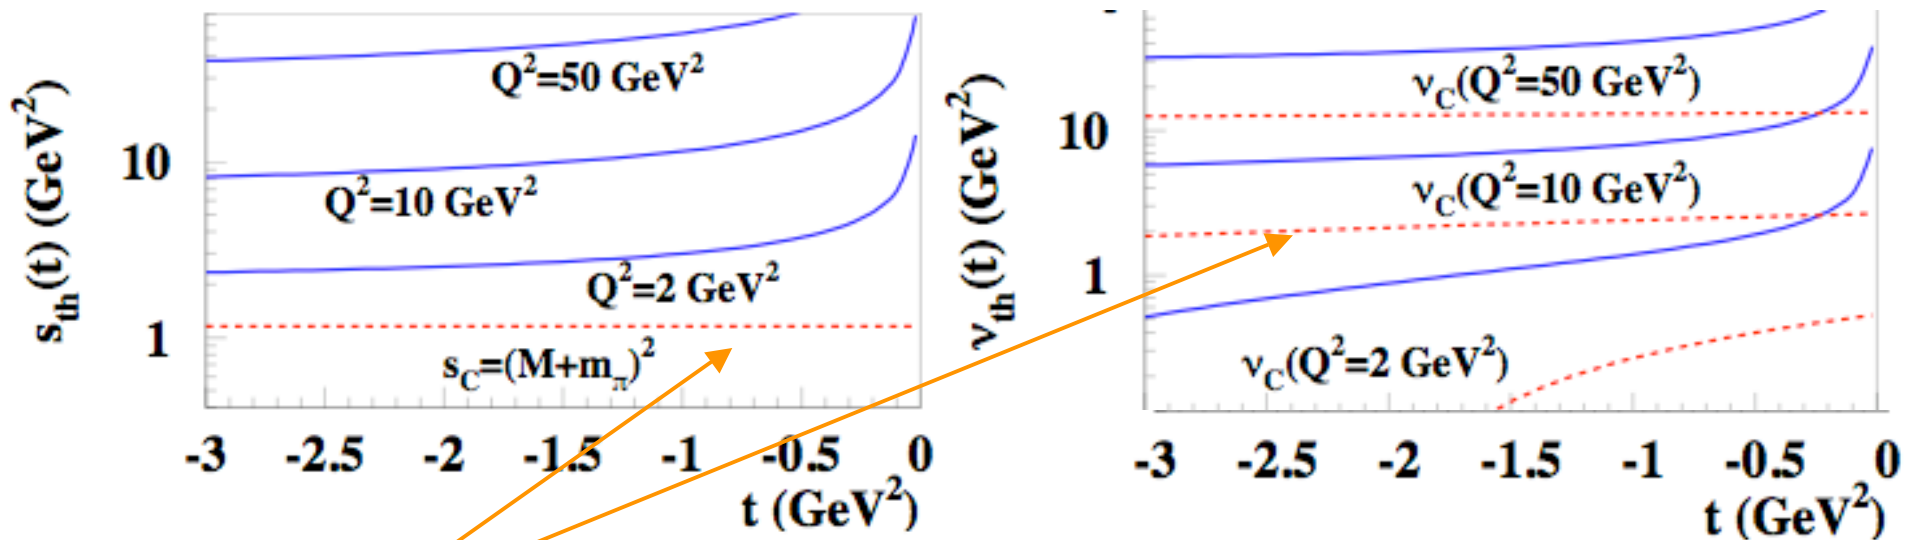 s_th(t) (GeV²)
10
1
Q²=50 GeV²
Q²=10 GeV²
Q²=2 GeV²
s_C=(M+m_π)²
-3 -2.5 -2 -1.5 -1 -0.5 0
t (GeV²)
ν_th(t) (GeV²)
10
1
ν_C(Q²=50 GeV²)
ν_C(Q²=10 GeV²)
ν_C(Q²=2 GeV²)
-3 -2.5 -2 -1.5 -1 -0.5 0
t (GeV²)